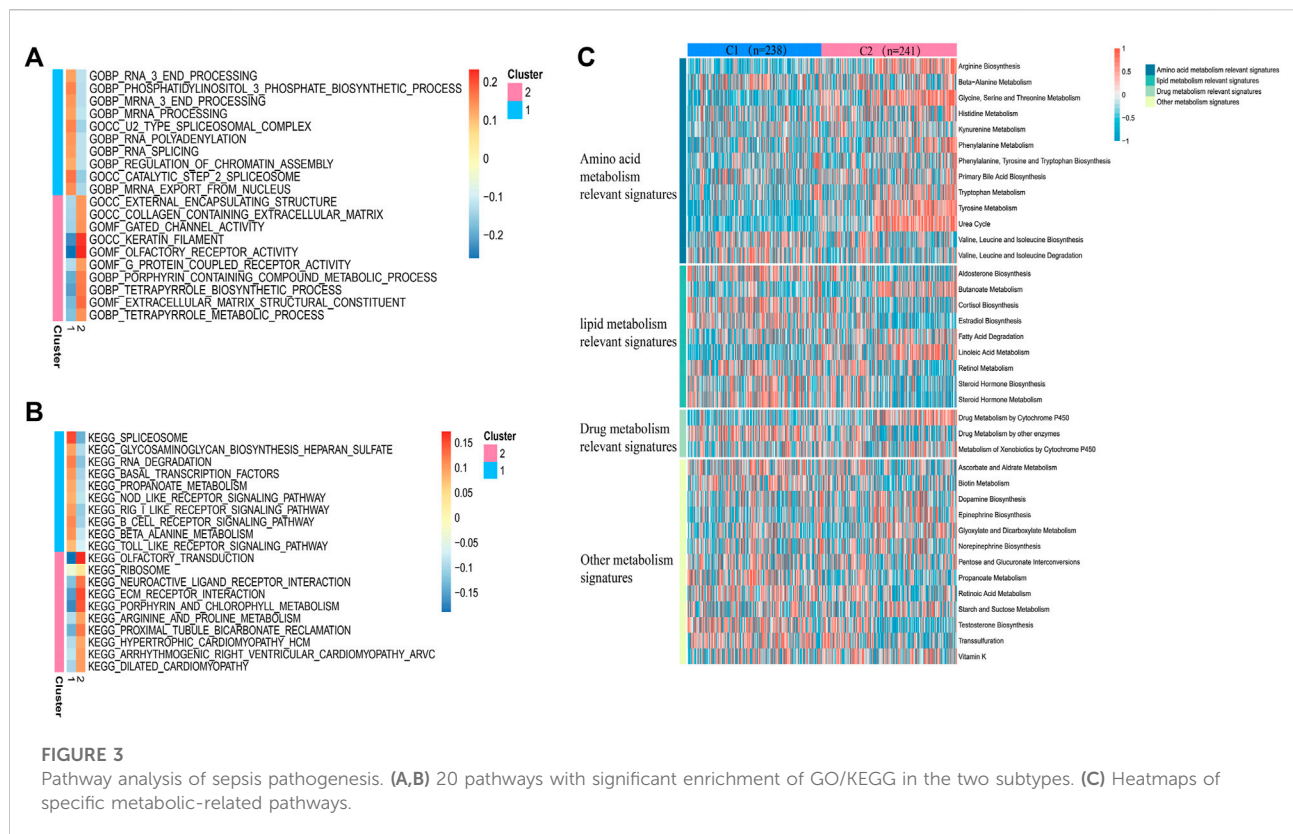 A
GOBP_RNA_3_END_PROCESSING
GOBP_PHOSPHATIDYLINOSITOL_3_PHOSPHATE_BIOSYNTHETIC_PROCESS
GOBP_MRNA_3_END_PROCESSING
GOBP_MRNA_PROCESSING
GOCC_U2_TYPE_SPLICEOSOMAL_COMPLEX
GOBP_RNA_POLYADENYLATION
GOBP_RNA_SPLICING
GOBP_REGULATION_OF_CHROMATIN_ASSEMBLY
GOCC_CATALYTIC_STEP_2_SPLICEOSOME
GOBP_MRNA_EXPORT_FROM_NUCLEUS
GOCC_EXTERNAL_ENCAPSULATING_STRUCTURE
GOCC_COLLAGEN_CONTAINING_EXTRACELLULAR_MATRIX
GOMF_GATED_CHANNEL_ACTIVITY
GOCC_KERATIN_FILAMENT
GOMF_OLFACTORY_RECEPTOR_ACTIVITY
GOMF_G_PROTEIN_COUPLED_RECEPTOR_ACTIVITY
GOBP_PORPHYRIN_CONTAINING_COMPOUND_METABOLIC_PROCESS
GOBP_TETRAPYRROLE_BIOSYNTHETIC_PROCESS
GOMF_EXTRACELLULAR_MATRIX_STRUCTURAL_CONSTITUENT
GOBP_TETRAPYRROLE_METABOLIC_PROCESS
Cluster
1
2
0.2
0.1
0
−0.1
−0.2
Cluster
2
1
B
KEGG_SPLICEOSOME
KEGG_GLYCOSAMINOGLYCAN_BIOSYNTHESIS_HEPARAN_SULFATE
KEGG_RNA_DEGRADATION
KEGG_BASAL_TRANSCRIPTION_FACTORS
KEGG_PROPANOATE_METABOLISM
KEGG_NOD_LIKE_RECEPTOR_SIGNALING_PATHWAY
KEGG_RIG_I_LIKE_RECEPTOR_SIGNALING_PATHWAY
KEGG_B_CELL_RECEPTOR_SIGNALING_PATHWAY
KEGG_BETA_ALANINE_METABOLISM
KEGG_TOLL_LIKE_RECEPTOR_SIGNALING_PATHWAY
KEGG_OLFACTORY_TRANSDUCTION
KEGG_RIBOSOME
KEGG_NEUROACTIVE_LIGAND_RECEPTOR_INTERACTION
KEGG_ECM_RECEPTOR_INTERACTION
KEGG_PORPHYRIN_AND_CHLOROPHYLL_METABOLISM
KEGG_ARGININE_AND_PROLINE_METABOLISM
KEGG_PROXIMAL_TUBULE_BICARBONATE_RECLAMATION
KEGG_HYPERTROPHIC_CARDIOMYOPATHY_HCM
KEGG_ARRHYTHMOGENIC_RIGHT_VENTRICULAR_CARDIOMYOPATHY_ARVC
KEGG_DILATED_CARDIOMYOPATHY
Cluster
1
2
0.15
0.1
0.05
0
−0.05
−0.1
−0.15
Cluster
2
1
C
C1 (n=238)
C2 (n=241)
Amino acid
metabolism
relevant signatures
Arginine Biosynthesis
Beta-Alanine Metabolism
Glycine, Serine and Threonine Metabolism
Histidine Metabolism
Kynurenine Metabolism
Phenylalanine Metabolism
Phenylalanine, Tyrosine and Tryptophan Biosynthesis
Primary Bile Acid Biosynthesis
Tryptophan Metabolism
Tyrosine Metabolism
Urea Cycle
Valine, Leucine and Isoleucine Biosynthesis
Valine, Leucine and Isoleucine Degradation
lipid metabolism
relevant signatures
Aldosterone Biosynthesis
Butanoate Metabolism
Cortisol Biosynthesis
Estradiol Biosynthesis
Fatty Acid Degradation
Linoleic Acid Metabolism
Retinol Metabolism
Steroid Hormone Biosynthesis
Steroid Hormone Metabolism
Drug metabolism
relevant signatures
Drug Metabolism by Cytochrome P450
Drug Metabolism by other enzymes
Metabolism of Xenobiotics by Cytochrome P450
Other metabolism
signatures
Ascorbate and Aldrate Metabolism
Biotin Metabolism
Dopamine Biosynthesis
Epinephrine Biosynthesis
Glyoxylate and Dicarboxylate Metabolism
Norepinephrine Biosynthesis
Pentose and Glucuronate Interconversions
Propanoate Metabolism
Retinoic Acid Metabolism
Starch and Suctose Metabolism
Testosterone Biosynthesis
Transsulfuration
Vitamin K
1
0.5
0
−0.5
−1
Amino acid metabolism relevant signatures
lipid metabolism relevant signatures
Drug metabolism relevant signatures
Other metabolism signatures
FIGURE 3
Pathway analysis of sepsis pathogenesis. (A,B) 20 pathways with significant enrichment of GO/KEGG in the two subtypes. (C) Heatmaps of
specific metabolic-related pathways.